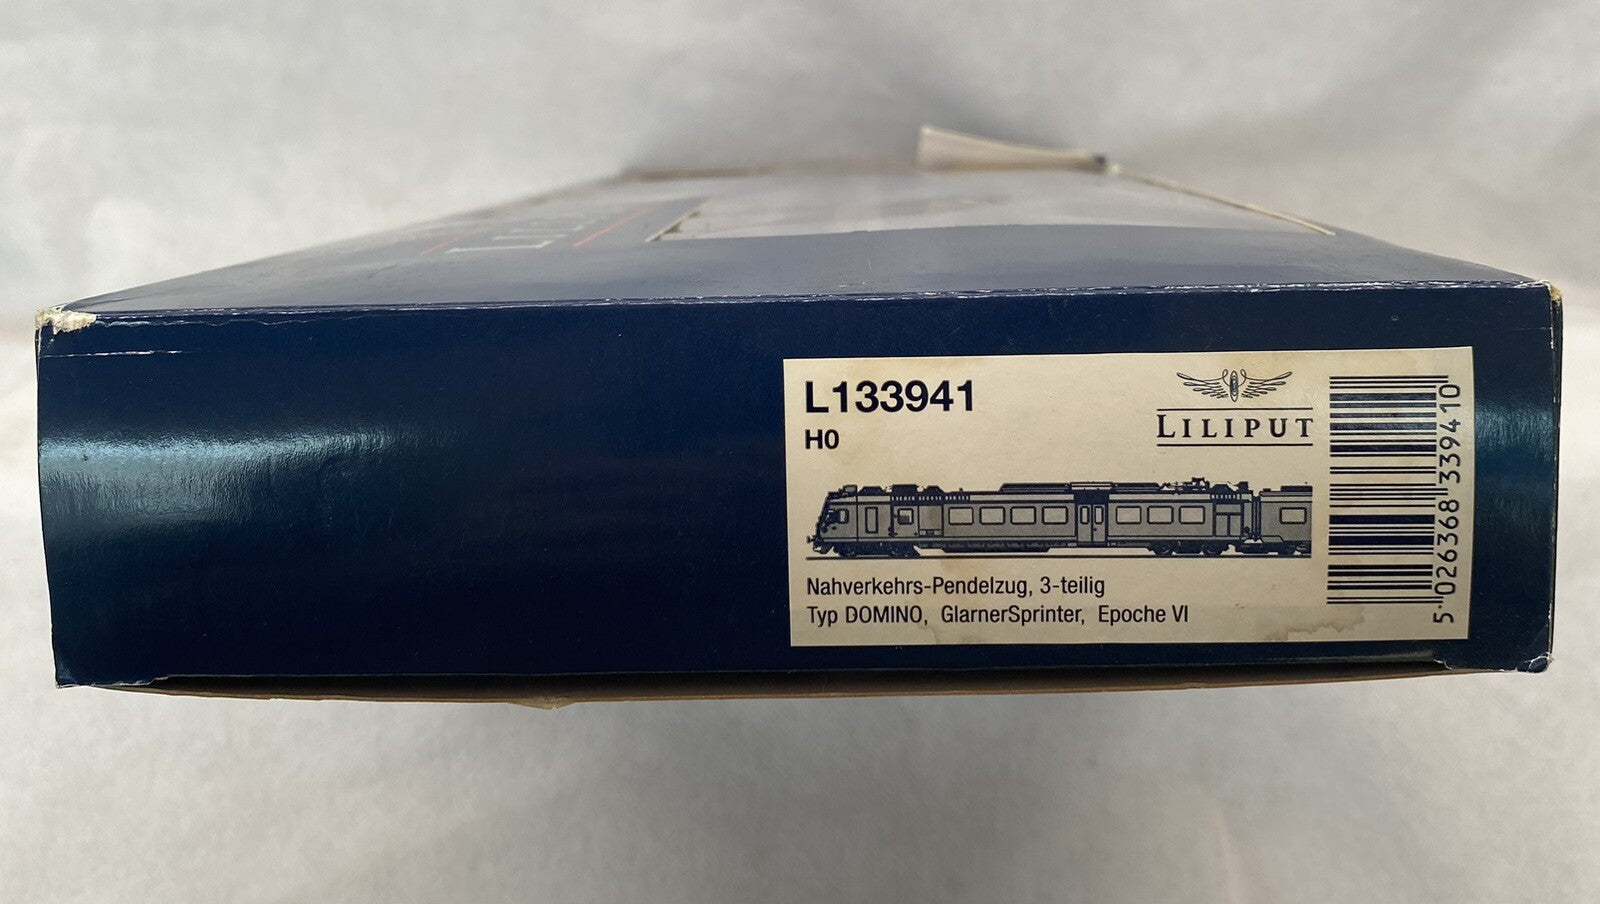 L133941
H0
LILIPUT
Nahverkehrs-Pendelzug, 3-teilig
Typ DOMINO, GlarnerSprinter, Epoche VI
5 026368 339410